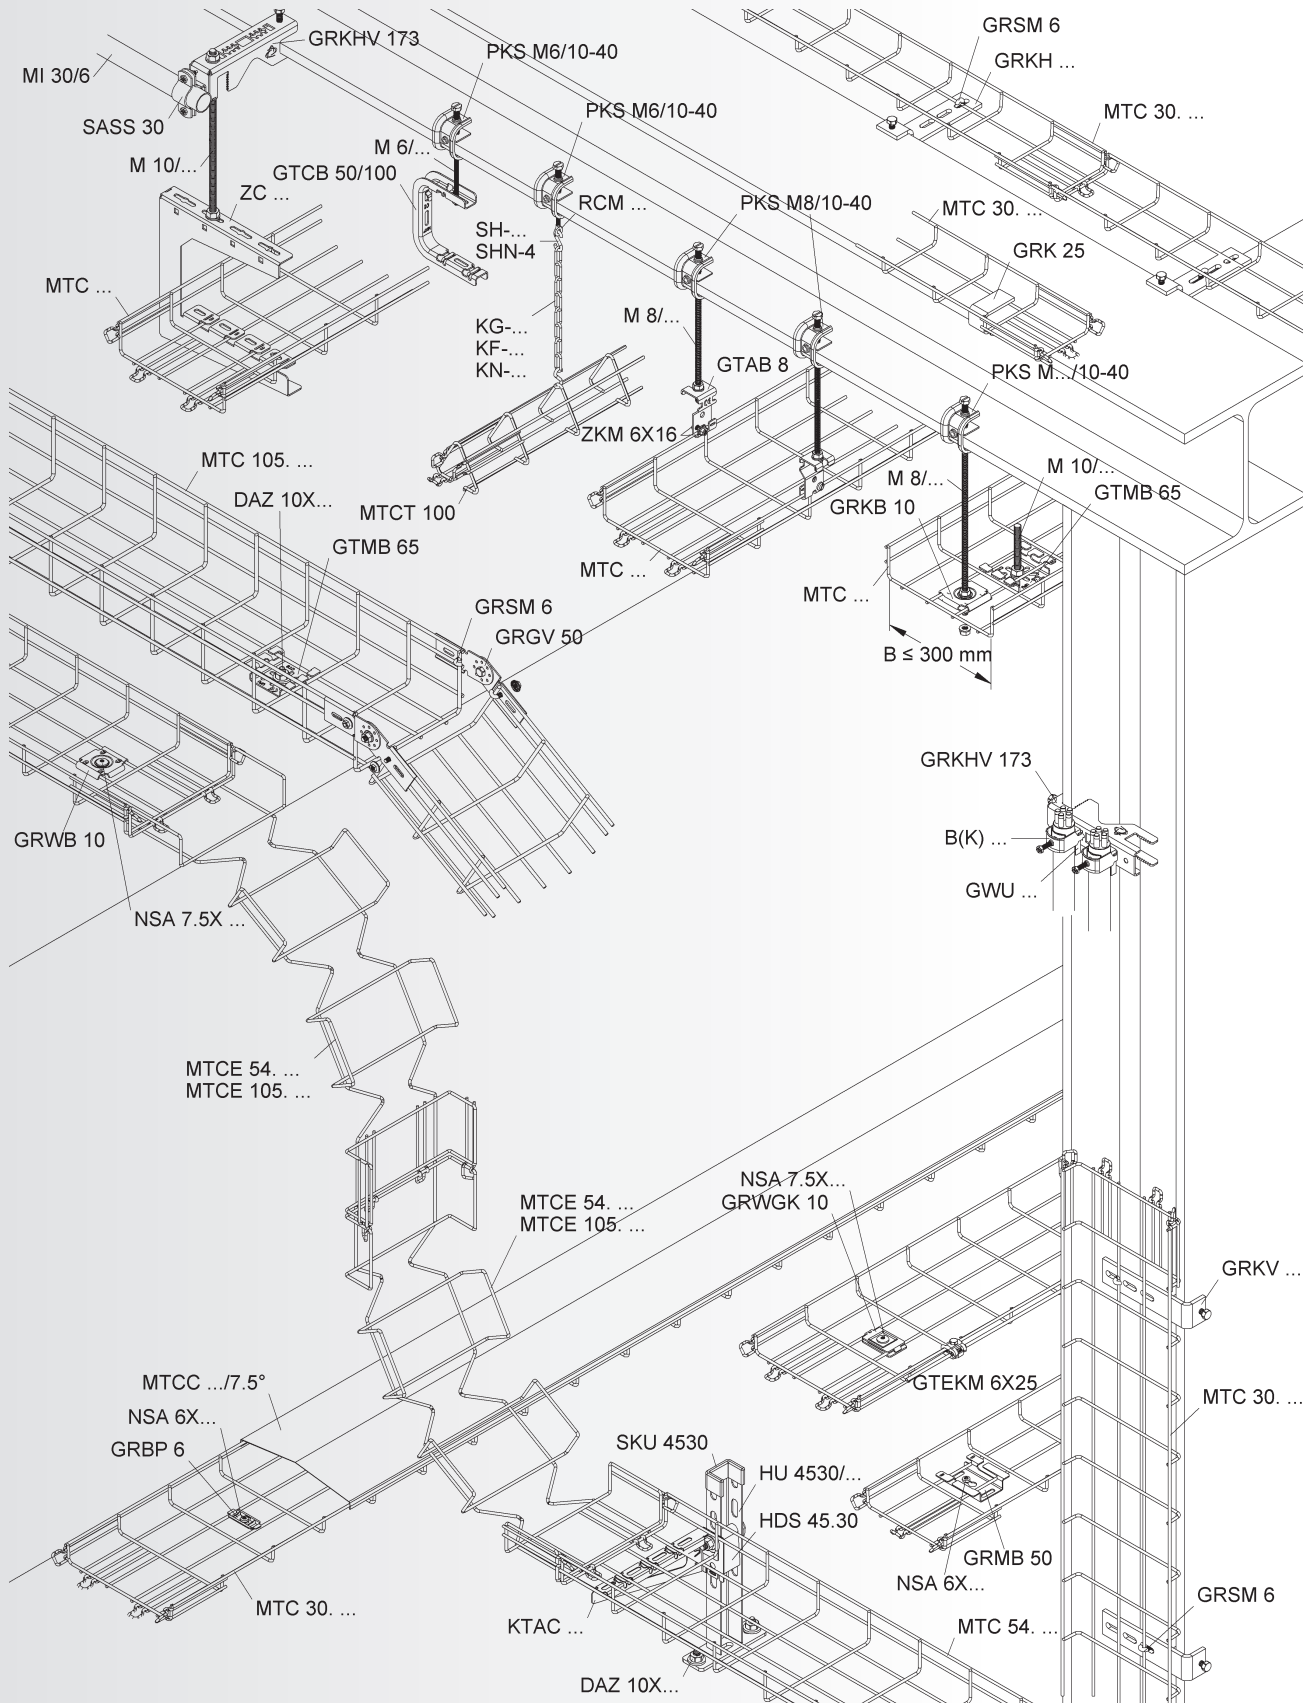 GRSM 6
GRKHV 173
PKS M6/10-40
GRKH ...
MI 30/6
PKS M6/10-40
MTC 30. ...
SASS 30
M 6/...
M 10/...
GTCB 50/100
ZC ...
RCM ...
PKS M8/10-40
MTC 30. ...
SH-...
SHN-4
GRK 25
MTC ...
KG-...
KF-...
KN-...
M 8/...
GTAB 8
PKS M.../10-40
ZKM 6X16
MTC 105. ...
M 10/...
M 8/...
DAZ 10X...
GTMB 65
MTCT 100
GRKB 10
GTMB 65
MTC ...
MTC ...
GRSM 6
GRGV 50
B ≤ 300 mm
GRKHV 173
GRWB 10
B(K) ...
GWU ...
NSA 7.5X ...
MTCE 54. ...
MTCE 105. ...
NSA 7.5X...
GRWGK 10
MTCE 54. ...
MTCE 105. ...
GRKV ...
MTCC .../7.5°
GTEKM 6X25
MTC 30. ...
NSA 6X...
GRBP 6
SKU 4530
HU 4530/...
HDS 45.30
GRMB 50
NSA 6X...
GRSM 6
MTC 30. ...
KTAC ...
MTC 54. ...
DAZ 10X...